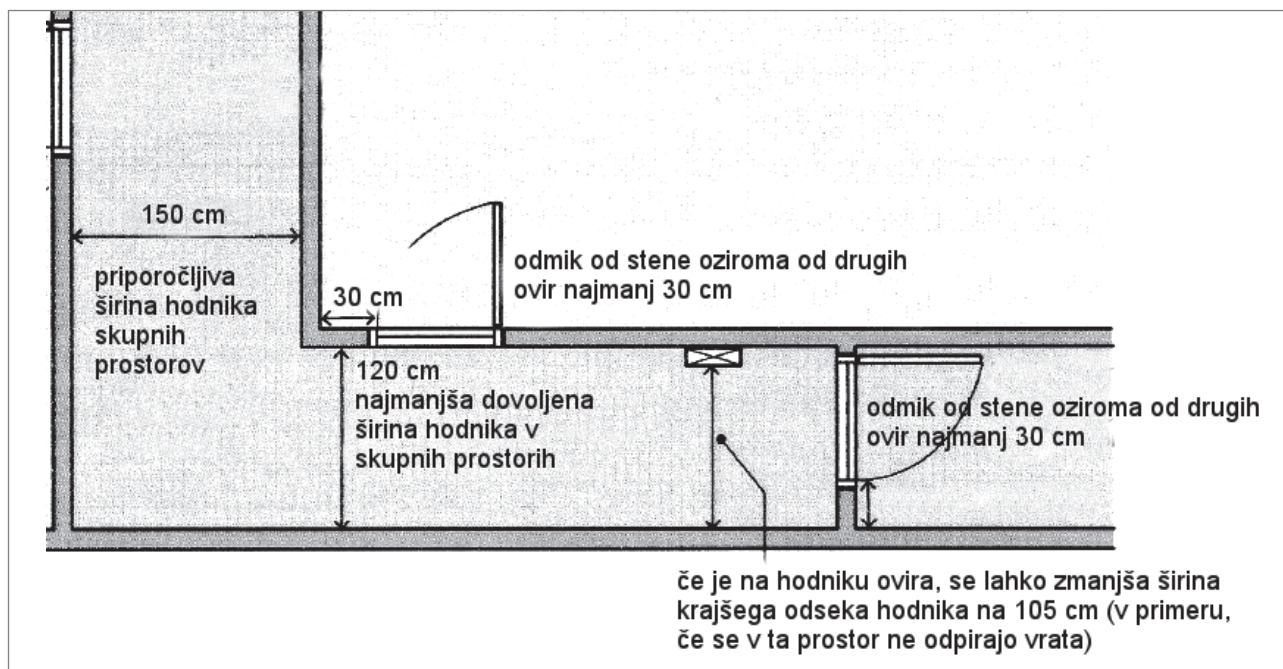 150 cm
priporočljiva
širina hodnika
skupnih
prostorov
30 cm
odmik od stene oziroma od drugih
ovir najmanj 30 cm
120 cm
najmanjša dovoljena
širina hodnika v
skupnih prostorih
odmik od stene oziroma od drugih
ovir najmanj 30 cm
če je na hodniku ovira, se lahko zmanjša širina
krajšega odseka hodnika na 105 cm (v primeru,
če se v ta prostor ne odpirajo vrata)